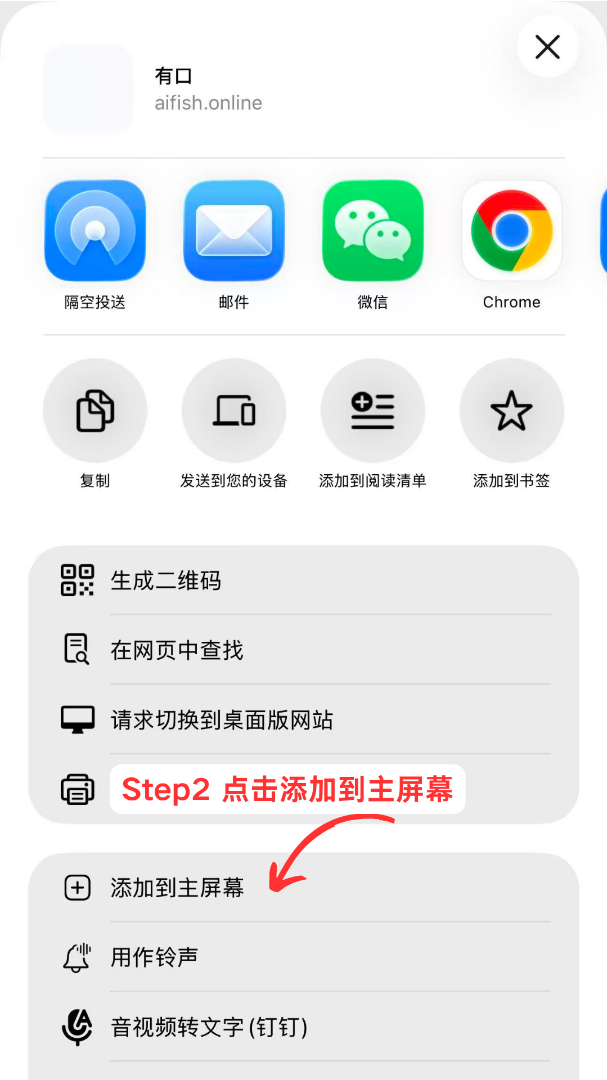 有口
aifish.online
隔空投送
邮件
微信
Chrome
复制
发送到您的设备
添加到阅读清单
添加到书签
生成二维码
在网页中查找
请求切换到桌面版网站
Step2 点击添加到主屏幕
添加到主屏幕
用作铃声
音视频转文字(钉钉)